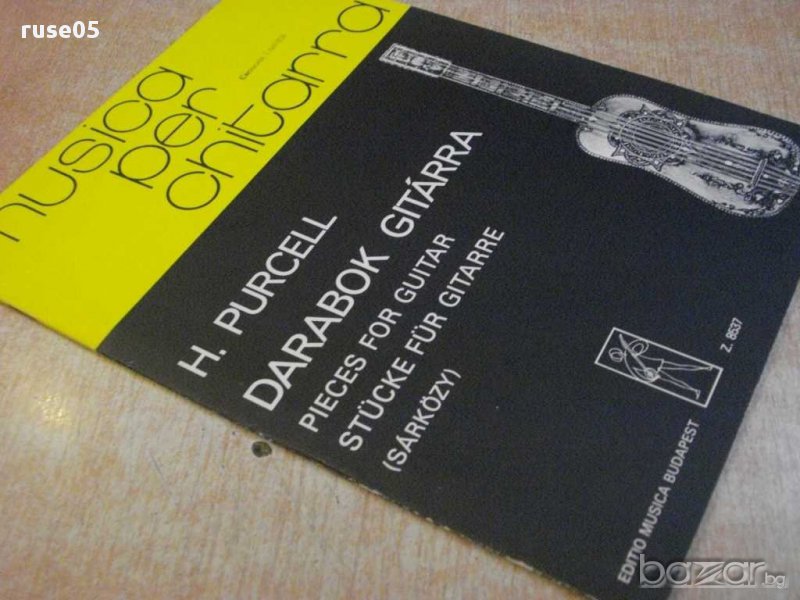 ruse05
musica
per
chitarra
H. PURCELL
DARABOK GITÁRRA
PIECES FOR GUITAR
STÜCKE FÜR GITARRE
(SÁRKÖZY)
Z. 8537
EDITIO MUSICA BUDAPEST
bazar.bg